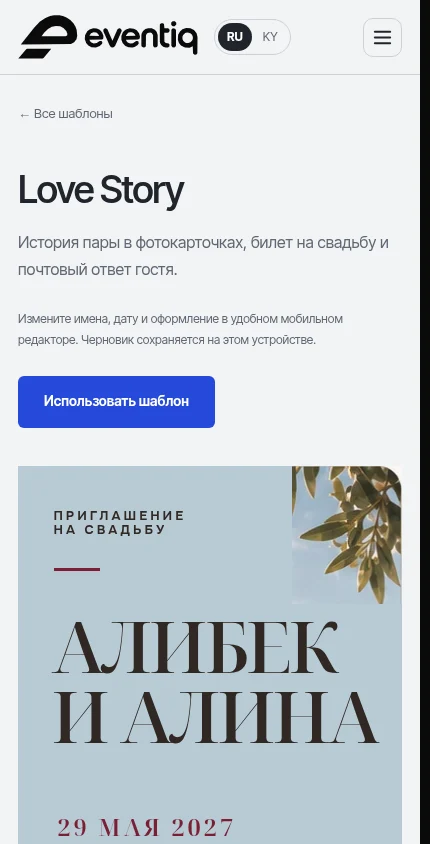 eventiq
RU KY
← Все шаблоны
Love Story
История пары в фотокарточках, билет на свадьбу и
почтовый ответ гостя.
Измените имена, дату и оформление в удобном мобильном
редакторе. Черновик сохраняется на этом устройстве.
Использовать шаблон
ПРИГЛАШЕНИЕ
НА СВАДЬБУ
АЛИБЕК
И АЛИНА
29 МАЯ 2027